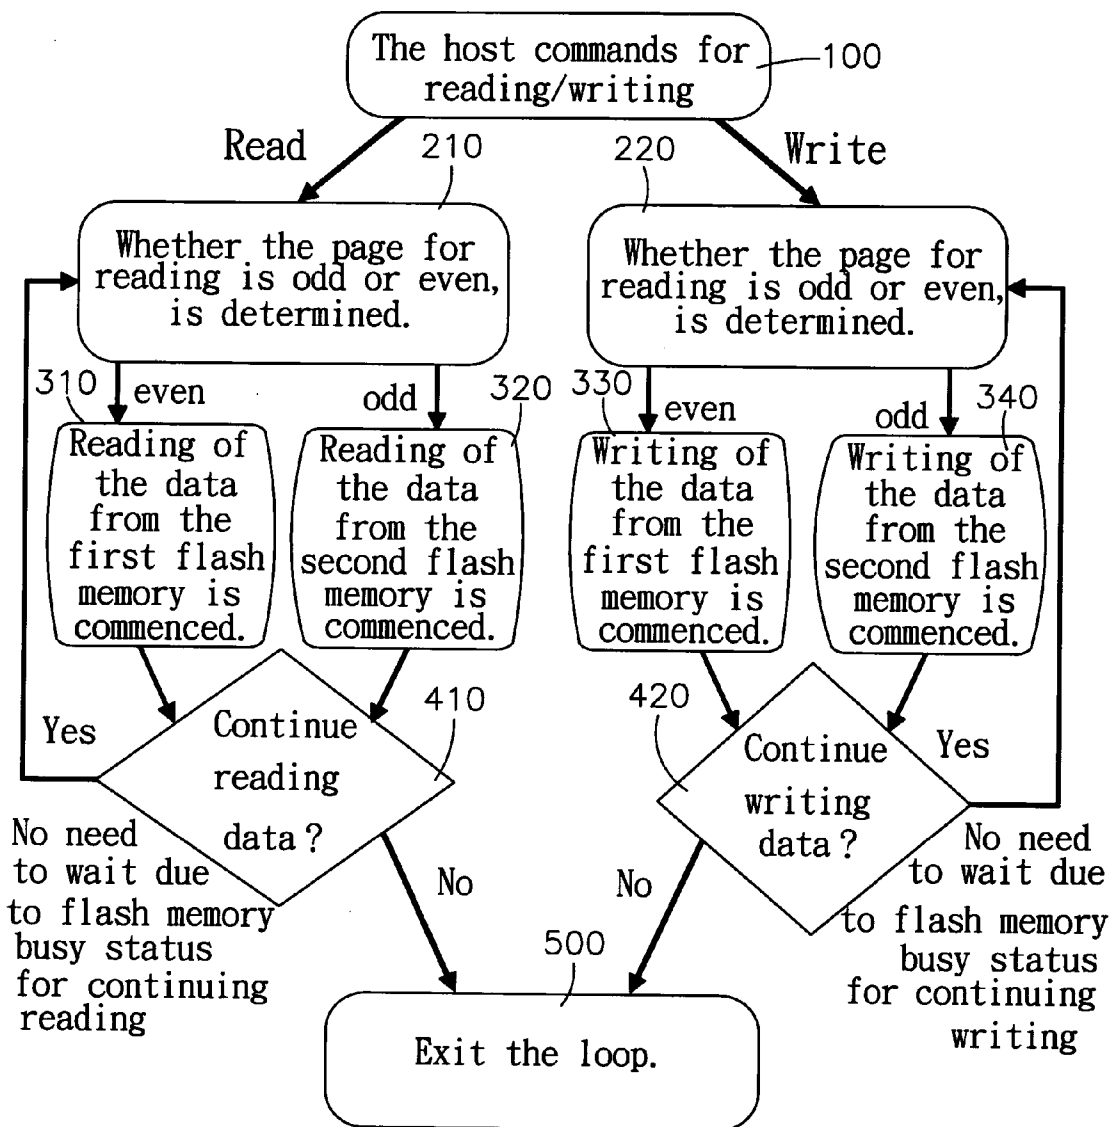 The host commands for
reading/writing
100
Read
210
220
Write
Whether the page for
reading is odd or even,
is determined.
Whether the page for
reading is odd or even,
is determined.
310
even
odd
320
330
even
odd
340
Reading of
the data
from the
first flash
memory is
commenced.
Reading of
the data
from the
second flash
memory is
commenced.
Writing of
the data
from the
first flash
memory is
commenced.
Writing of
the data
from the
second flash
memory is
commenced.
Yes
Continue
reading
data?
410
420
Continue
writing
data?
Yes
No need
to wait due
to flash memory
busy status
for continuing
reading
No
No
No need
to wait due
to flash memory
busy status
for continuing
writing
500
Exit the loop.